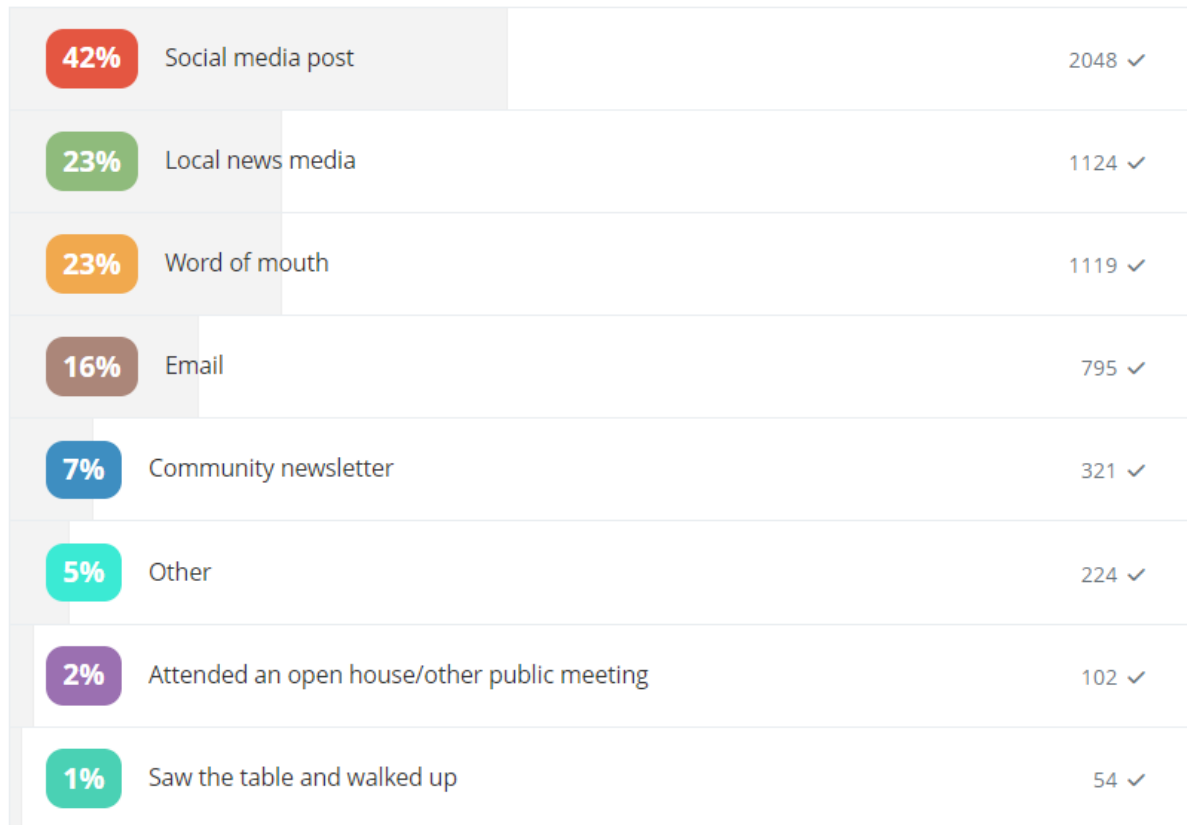 42% Social media post 2048 ✓
23% Local news media 1124 ✓
23% Word of mouth 1119 ✓
16% Email 795 ✓
7% Community newsletter 321 ✓
5% Other 224 ✓
2% Attended an open house/other public meeting 102 ✓
1% Saw the table and walked up 54 ✓